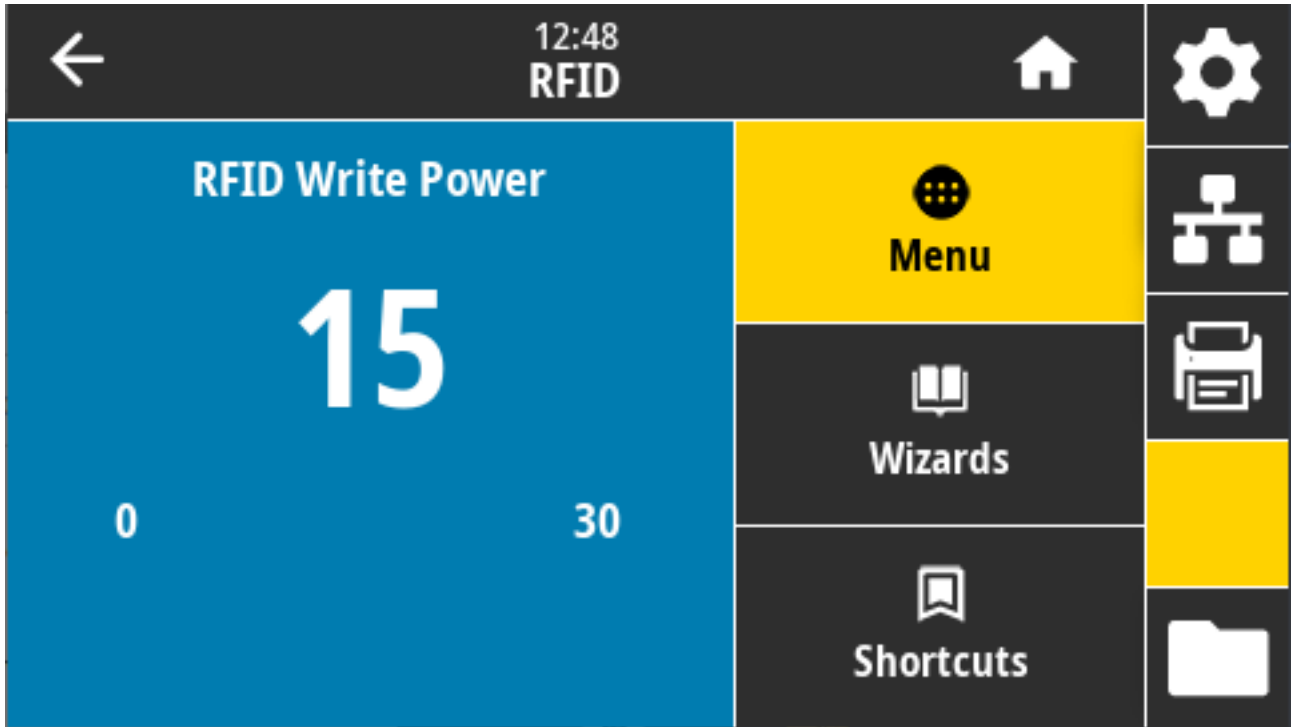 12:48
RFID
RFID Write Power
15
0 30
Menu
Wizards
Shortcuts